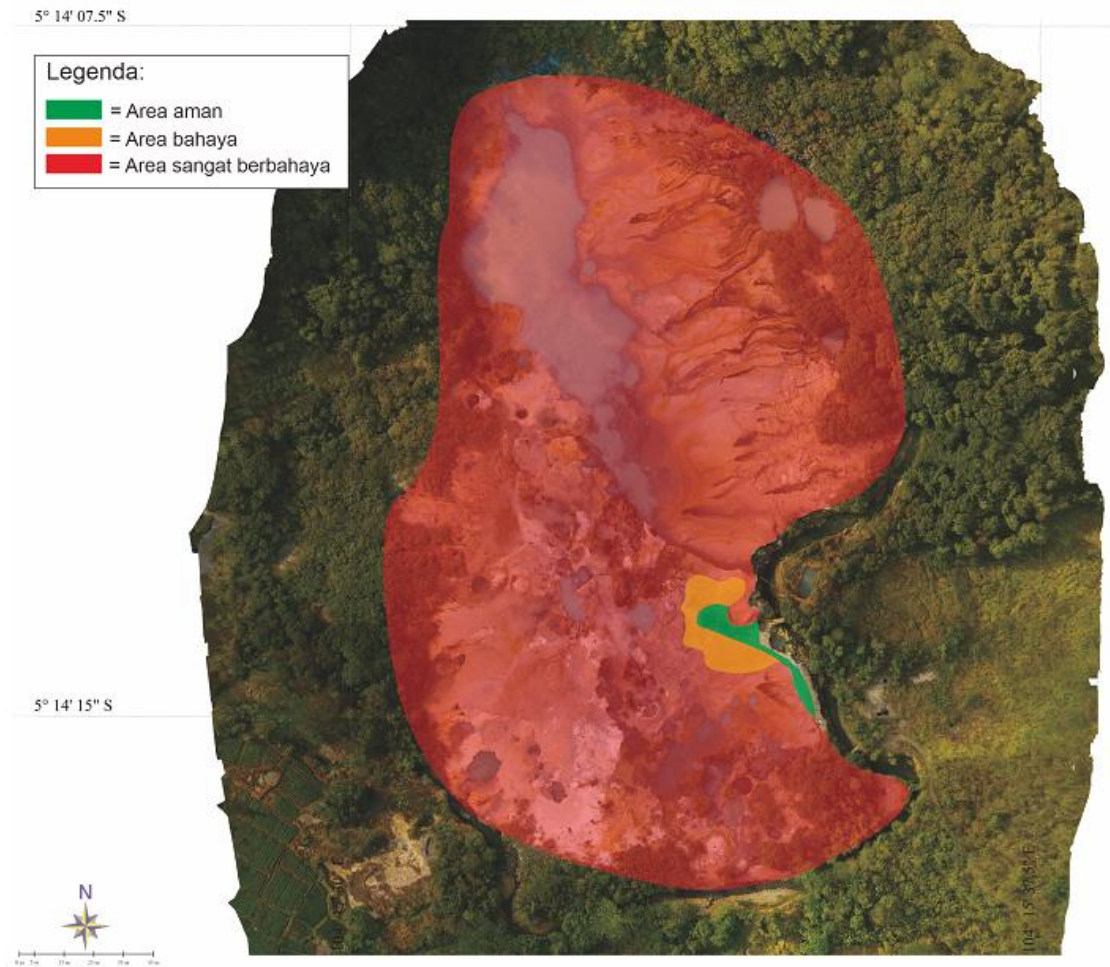 5° 14' 07.5" S
Legenda:
= Area aman
= Area bahaya
= Area sangat berbahaya
5° 14' 15" S
N